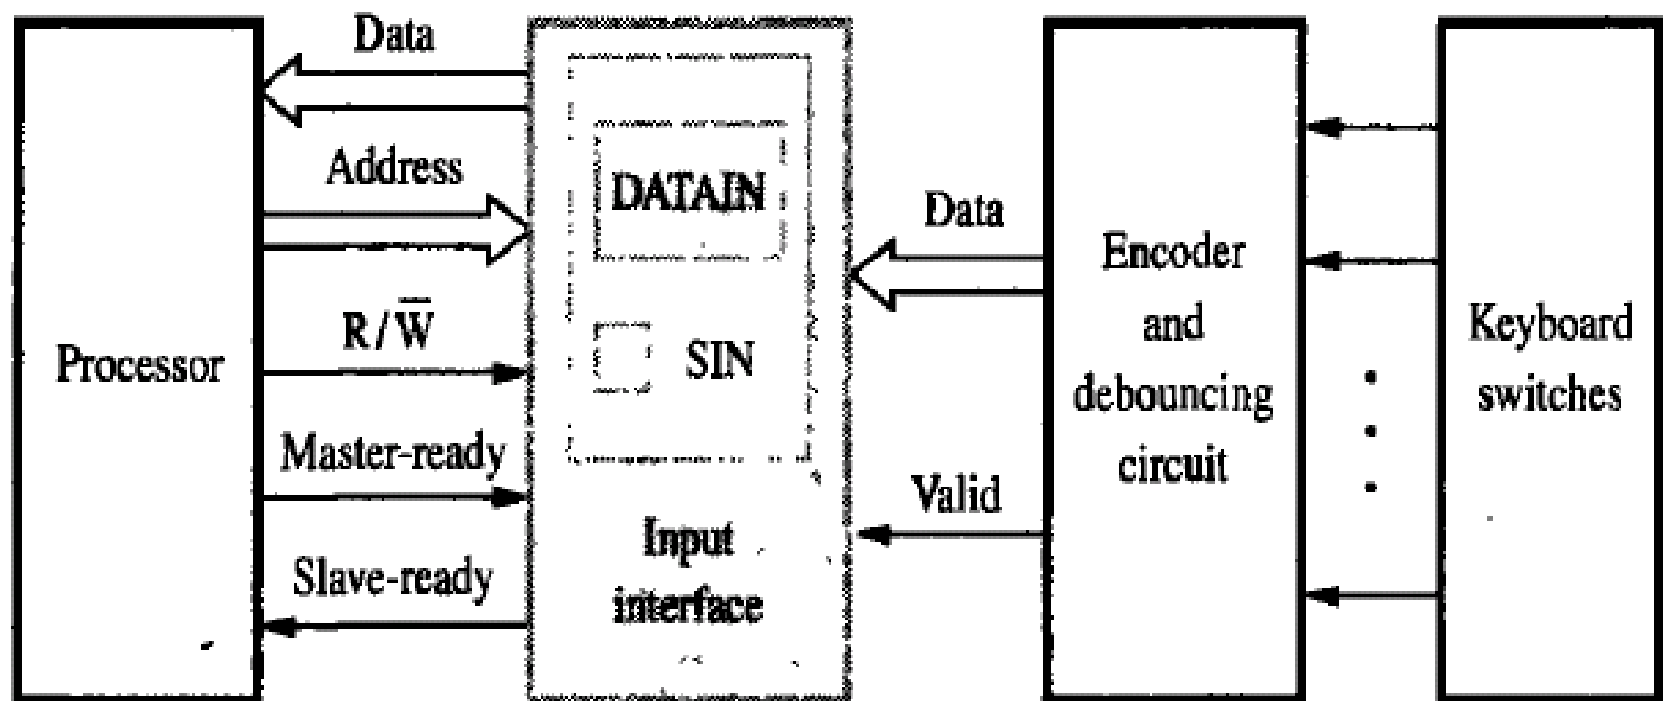 Processor
Data
Address
R/W̅
Master-ready
Slave-ready
DATAIN
SIN
Input
interface
Data
Valid
Encoder
and
debouncing
circuit
Keyboard
switches